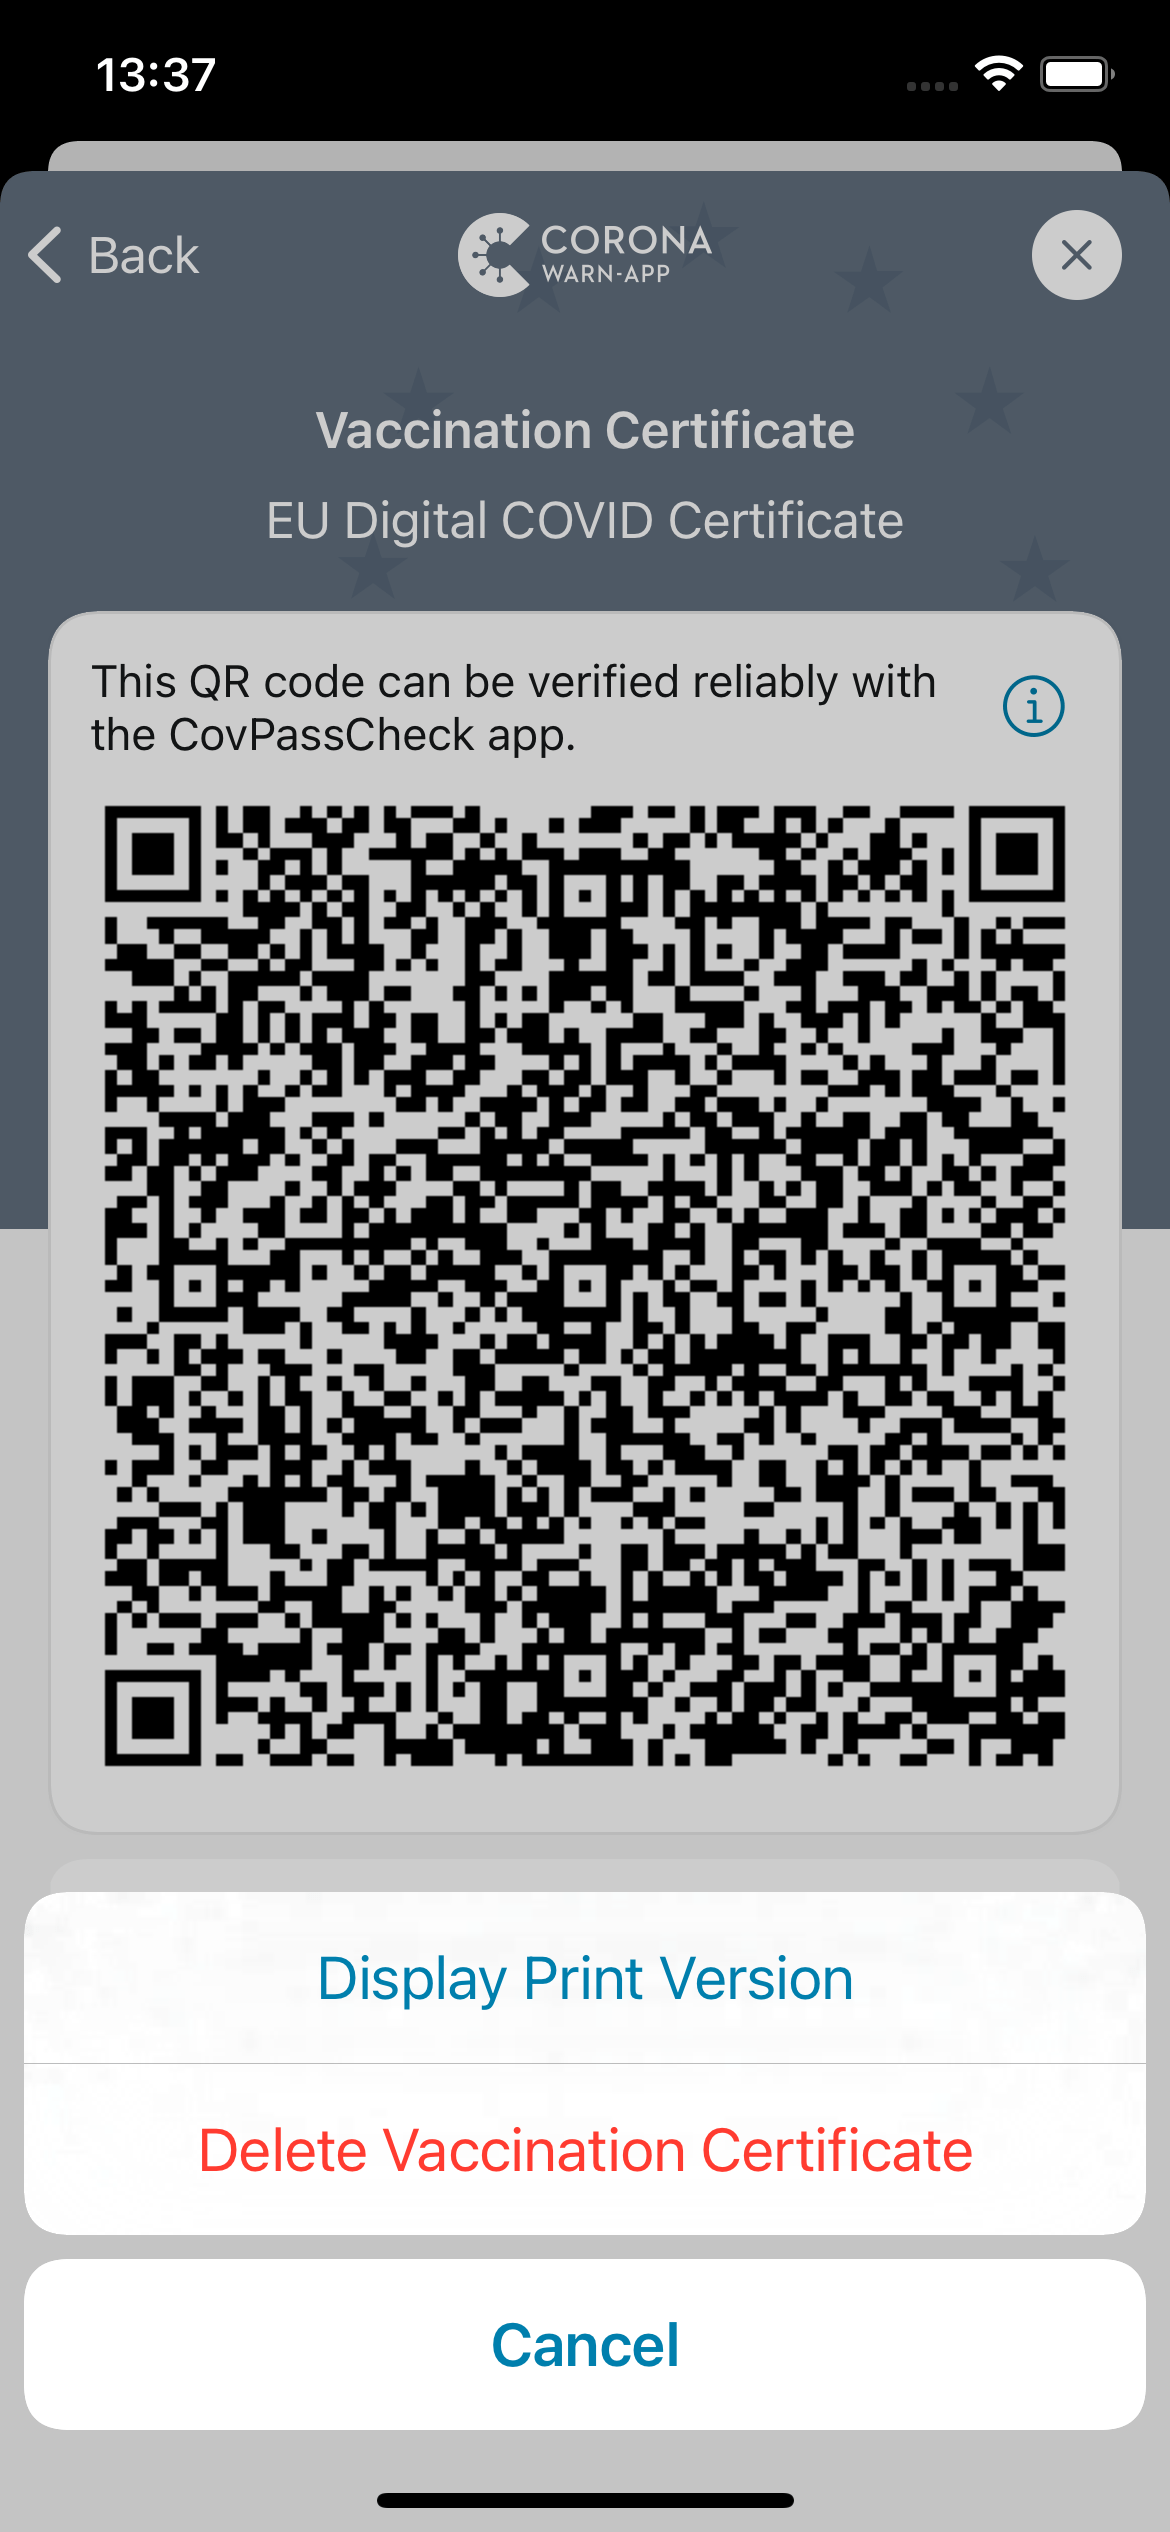 13:37
Back
CORONA
WARN-APP
Vaccination Certificate
EU Digital COVID Certificate
This QR code can be verified reliably with
the CovPassCheck app.
Display Print Version
Delete Vaccination Certificate
Cancel